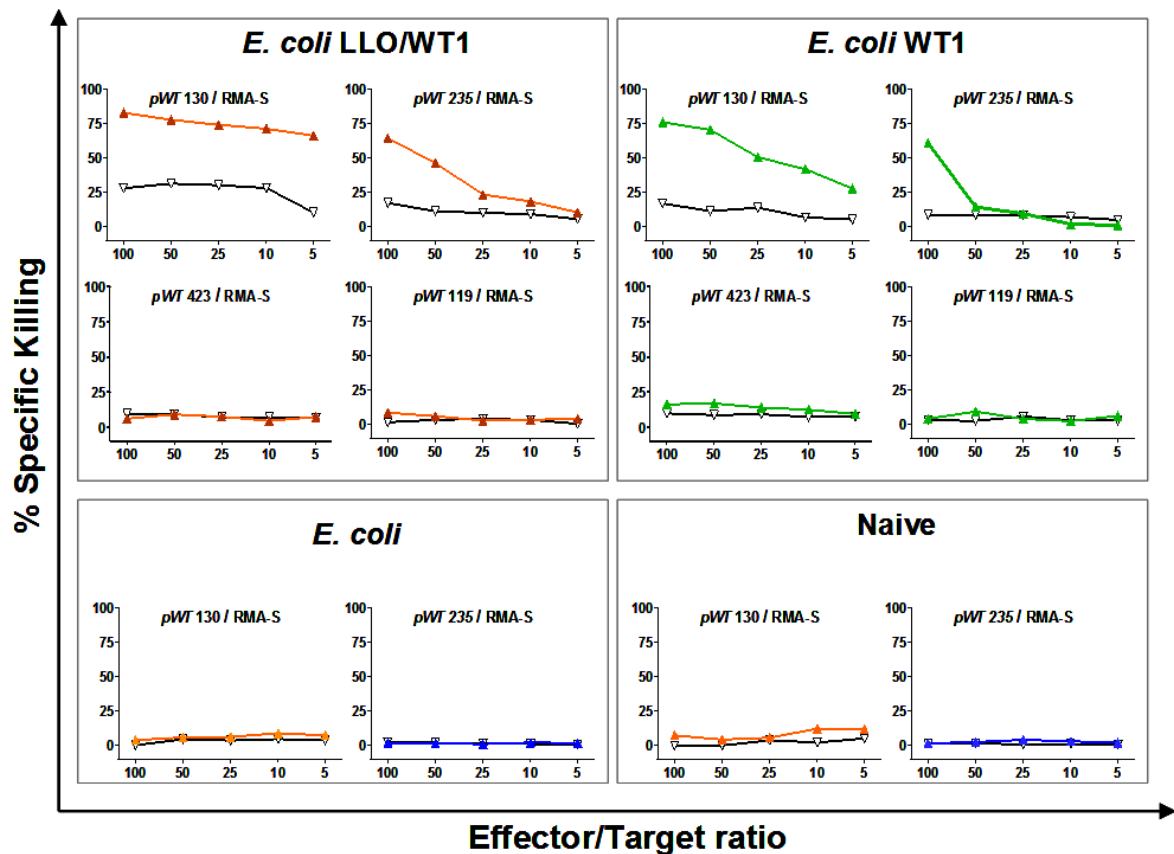 E. coli LLO/WT1
pWT 130 / RMA-S
100
75
50
25
0
100 50 25 10 5
pWT 235 / RMA-S
100
75
50
25
0
100 50 25 10 5
pWT 423 / RMA-S
100
75
50
25
0
100 50 25 10 5
pWT 119 / RMA-S
100
75
50
25
0
100 50 25 10 5
E. coli WT1
pWT 130 / RMA-S
100
75
50
25
0
100 50 25 10 5
pWT 235 / RMA-S
100
75
50
25
0
100 50 25 10 5
pWT 423 / RMA-S
100
75
50
25
0
100 50 25 10 5
pWT 119 / RMA-S
100
75
50
25
0
100 50 25 10 5
E. coli
pWT 130 / RMA-S
100
75
50
25
0
100 50 25 10 5
pWT 235 / RMA-S
100
75
50
25
0
100 50 25 10 5
Naive
pWT 130 / RMA-S
100
75
50
25
0
100 50 25 10 5
pWT 235 / RMA-S
100
75
50
25
0
100 50 25 10 5
% Specific Killing
Effector/Target ratio